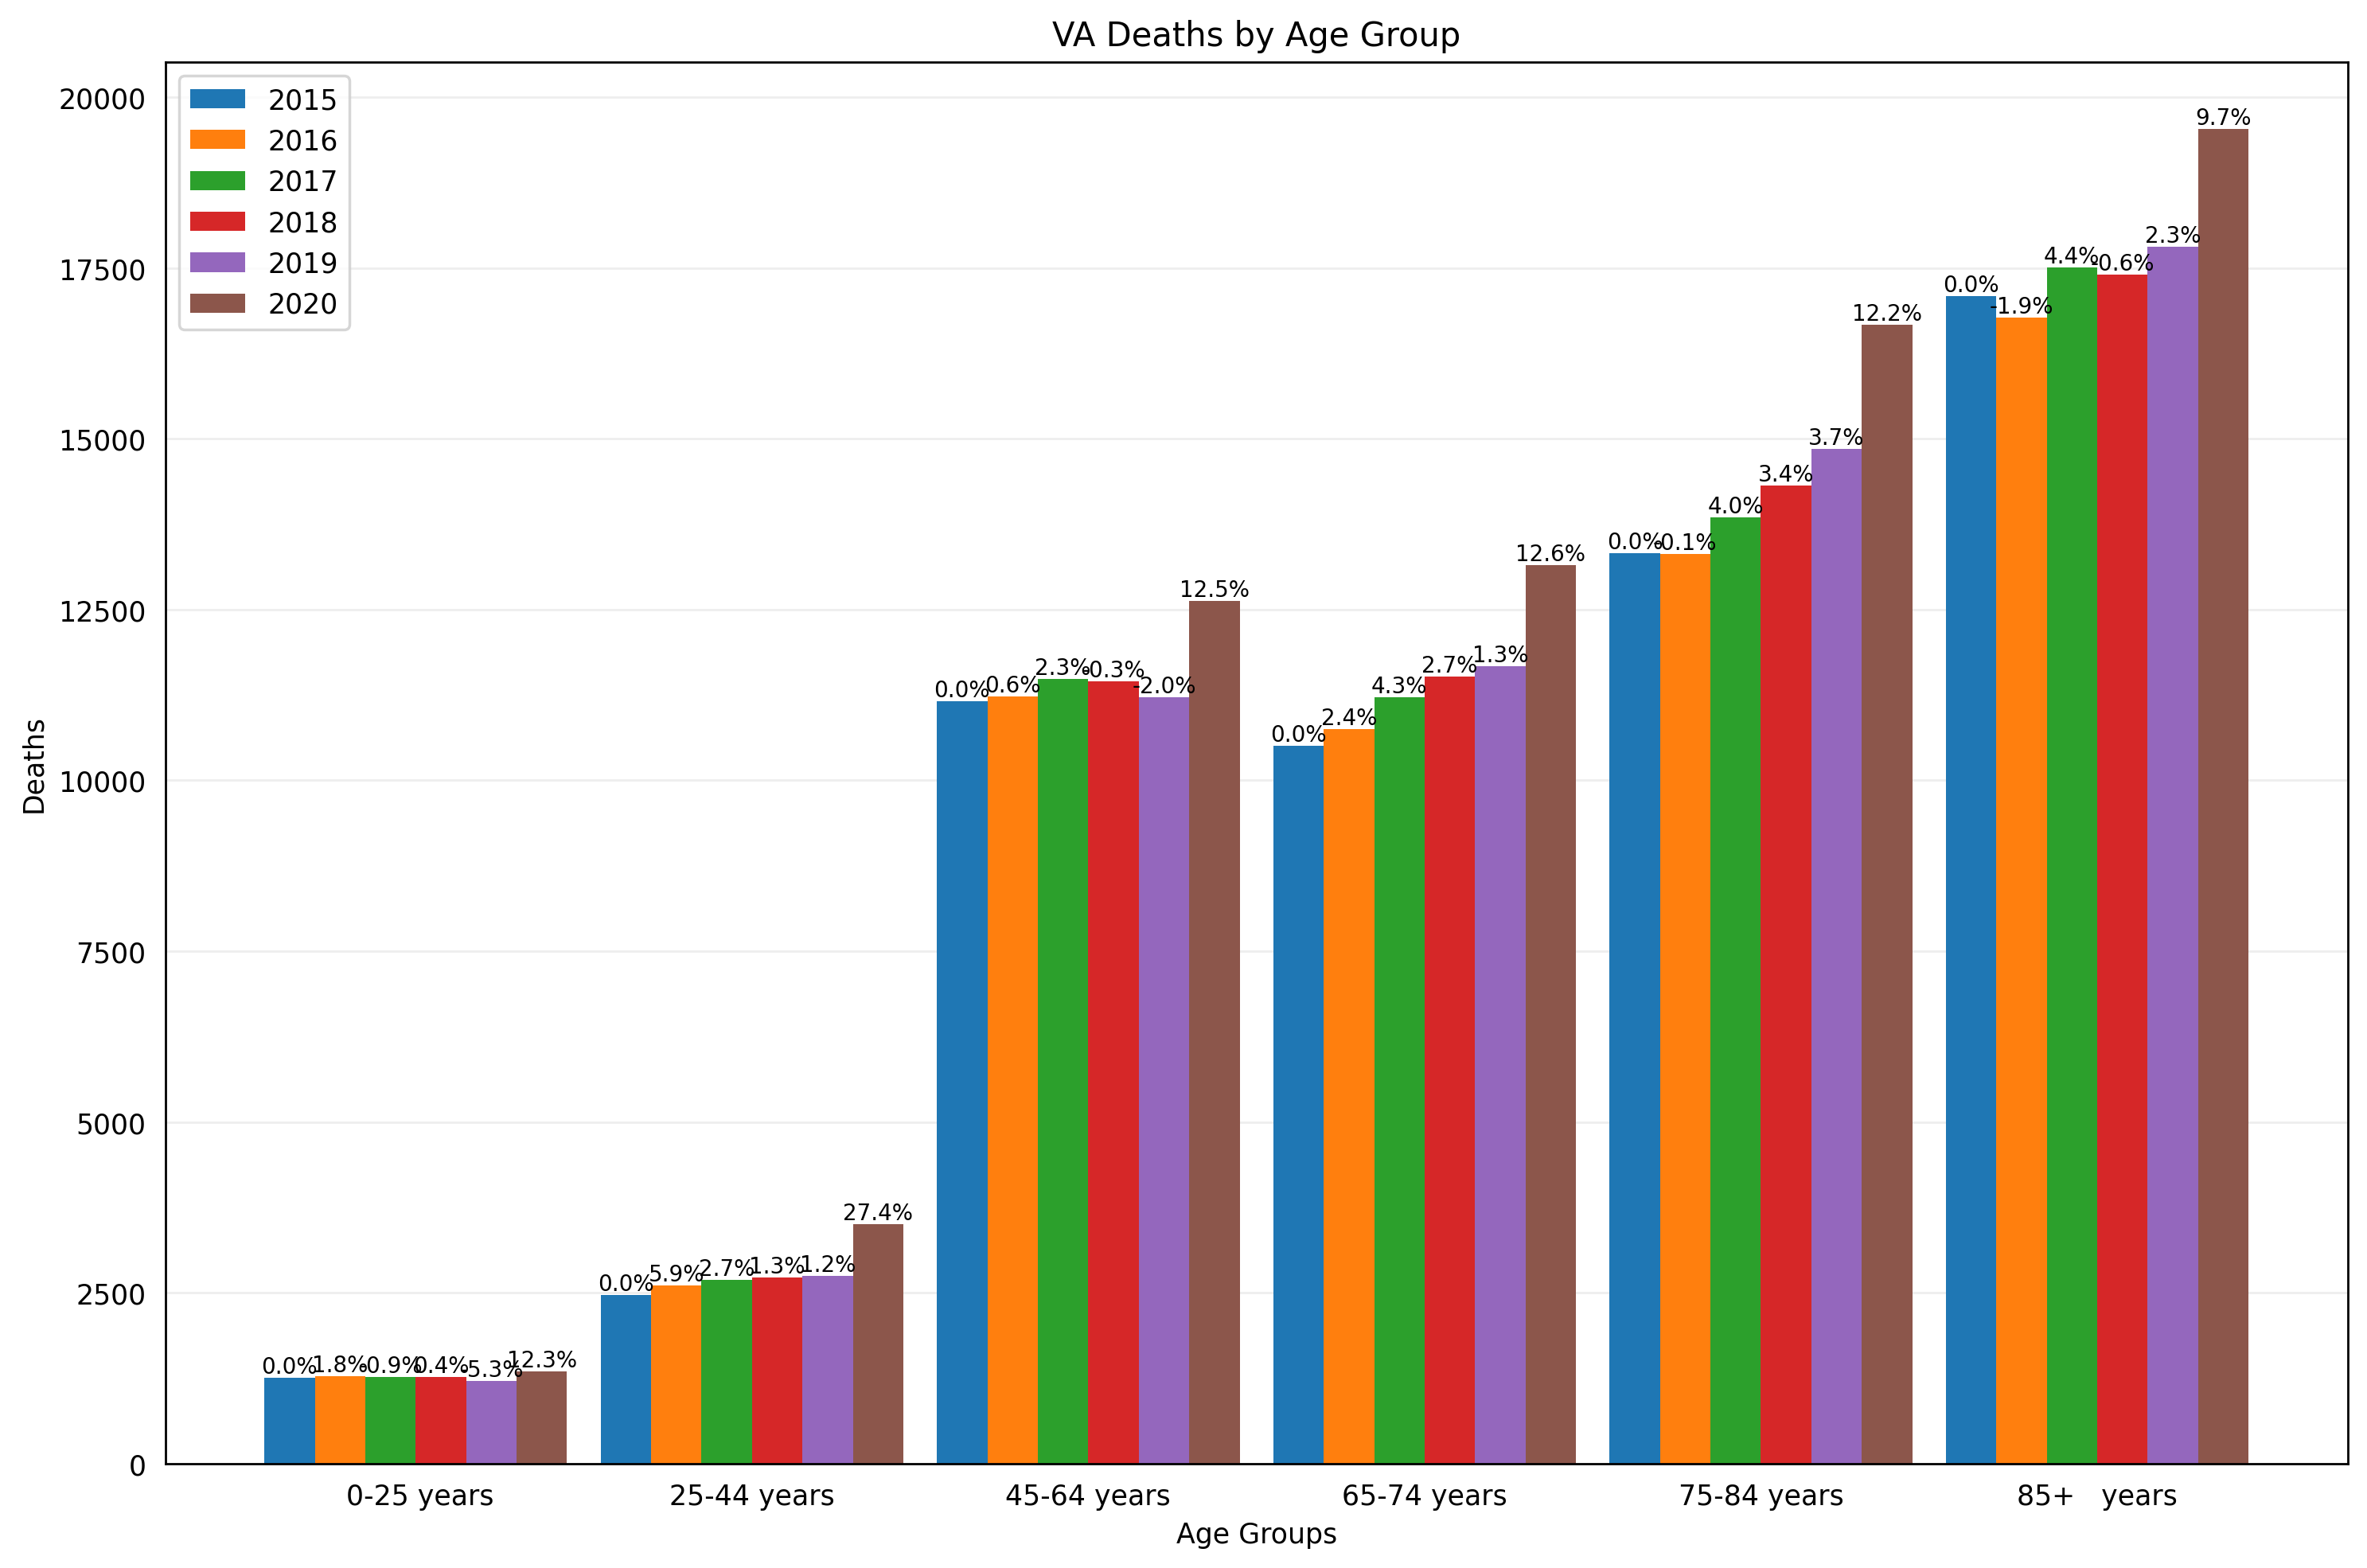 VA Deaths by Age Group
2015
2016
2017
2018
2019
2020
Deaths
20000
17500
15000
12500
10000
7500
5000
2500
0
0.0% 1.8% -0.9% 0.4% -5.3% 12.3%
0.0% 5.9% 2.7% 1.3% 1.2% 27.4%
0.0% 0.6% 2.3% -0.3% -2.0% 12.5%
0.0% 2.4% 4.3% 2.7% 1.3% 12.6%
0.0% -0.1% 4.0% 3.4% 3.7% 12.2%
0.0% -1.9% 4.4% -0.6% 2.3% 9.7%
0-25 years 25-44 years 45-64 years 65-74 years 75-84 years 85+ years
Age Groups